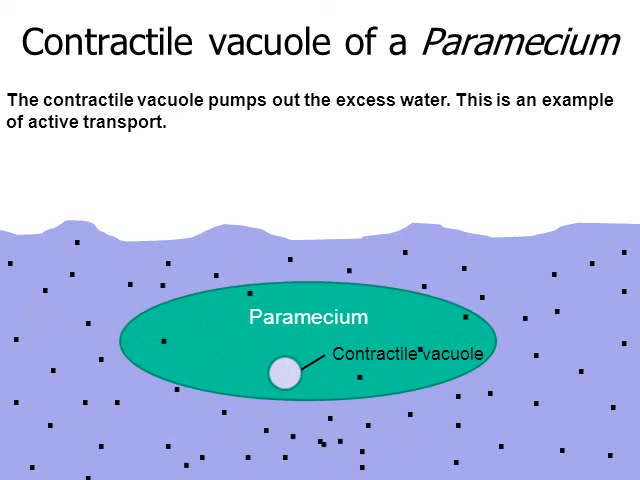 Contractile vacuole of a Paramecium
The contractile vacuole pumps out the excess water. This is an example
of active transport.
Paramecium
Contractile vacuole